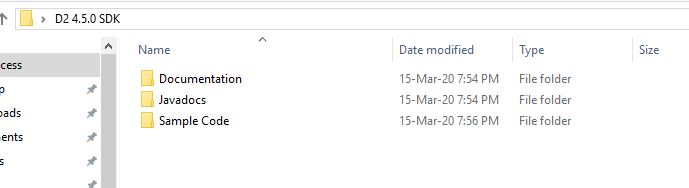 D2 4.5.0 SDK
Name Date modified Type Size
cess
Documentation 15-Mar-20 7:54 PM File folder
p
Javadocs 15-Mar-20 7:54 PM File folder
oads
Sample Code 15-Mar-20 7:56 PM File folder
ents
s